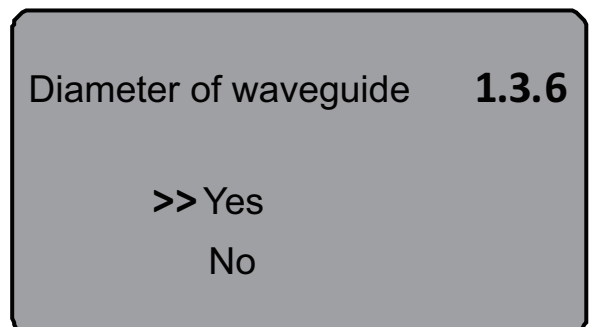 Diameter of waveguide 1.3.6
>> Yes
No